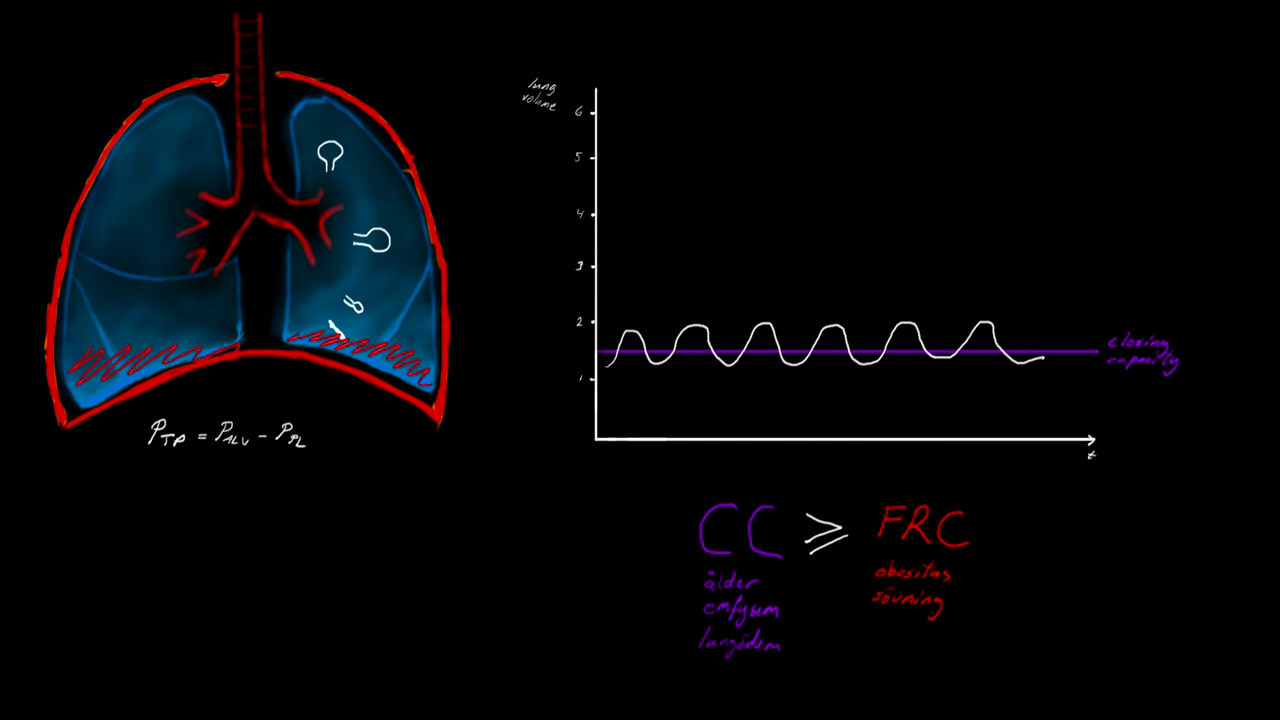 lung
volume
6
5
4
3
2
1
closing
capacity
t
P_TP = P_ALV - P_PL
CC ≥ FRC
ålder
emfysem
lungödem
obesitas
sövning